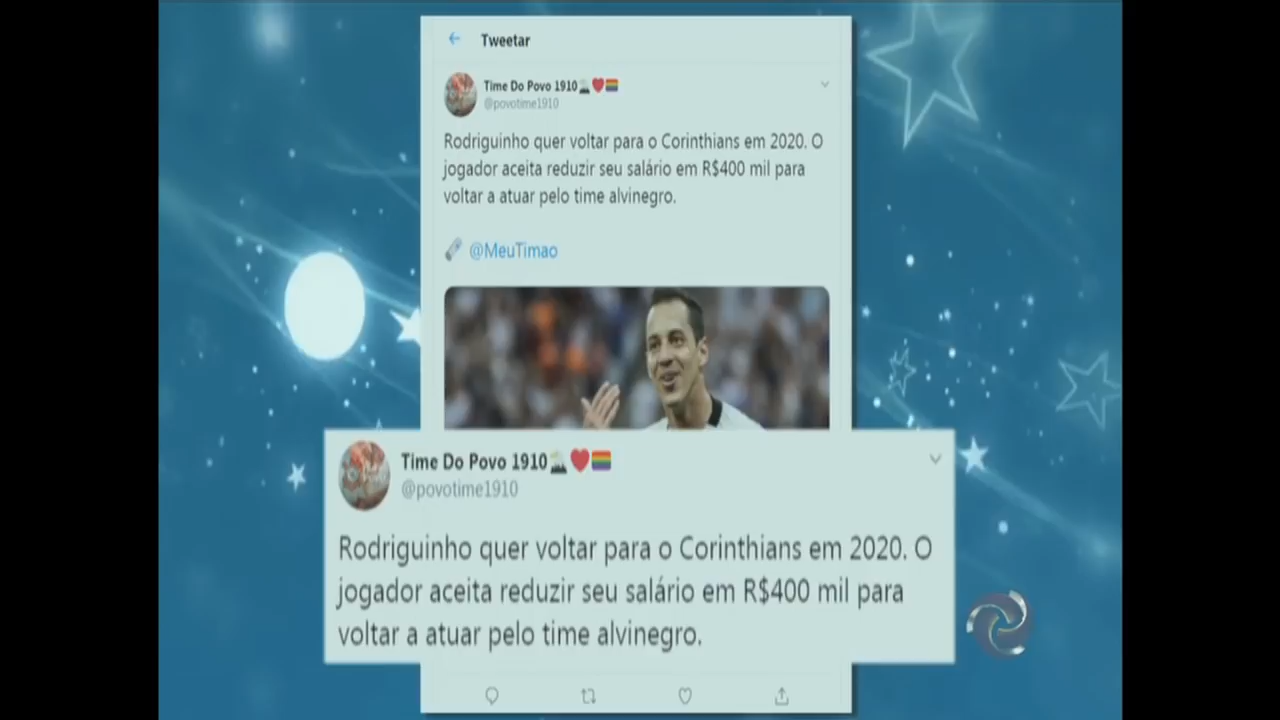 Tweetar
Time Do Povo 1910
@povotime1910
Rodriguinho quer voltar para o Corinthians em 2020. O
jogador aceita reduzir seu salário em R$400 mil para
voltar a atuar pelo time alvinegro.
@MeuTimao
Time Do Povo 1910
@povotime1910
Rodriguinho quer voltar para o Corinthians em 2020. O
jogador aceita reduzir seu salário em R$400 mil para
voltar a atuar pelo time alvinegro.